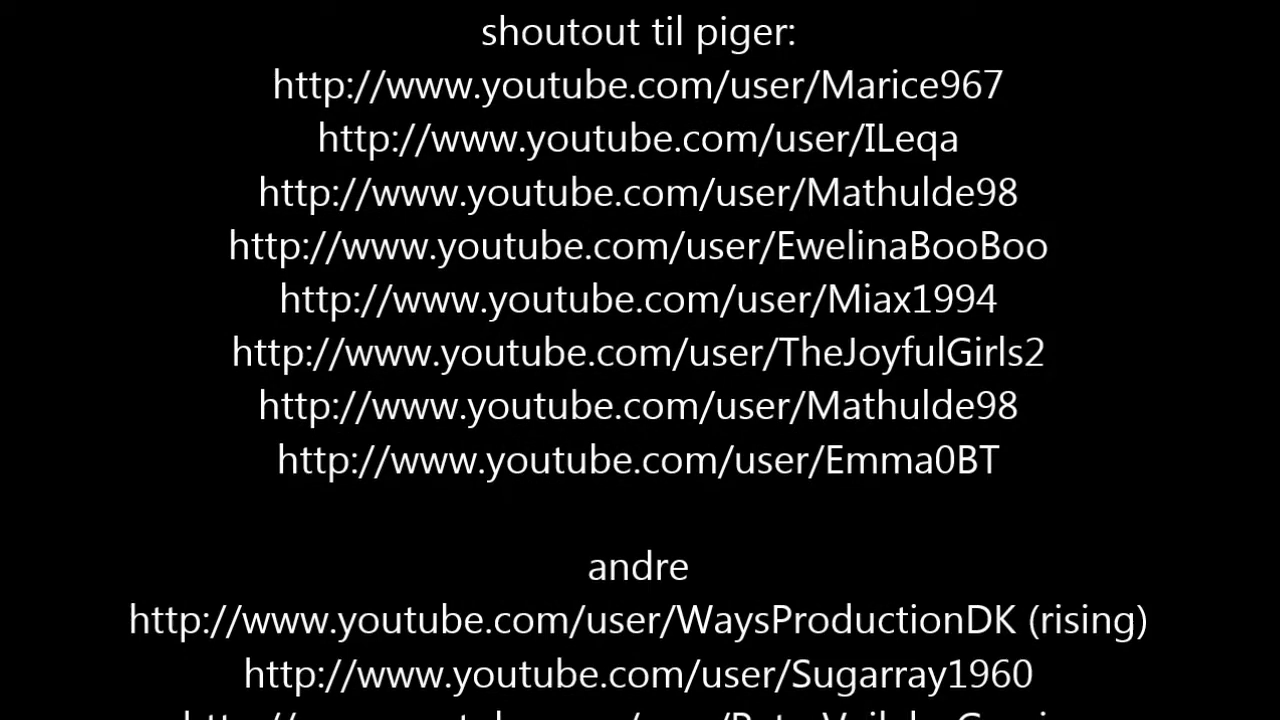 shoutout til piger:
http://www.youtube.com/user/Marice967
http://www.youtube.com/user/ILeqa
http://www.youtube.com/user/Mathulde98
http://www.youtube.com/user/EwelinaBooBoo
http://www.youtube.com/user/Miax1994
http://www.youtube.com/user/TheJoyfulGirls2
http://www.youtube.com/user/Mathulde98
http://www.youtube.com/user/Emma0BT
andre
http://www.youtube.com/user/WaysProductionDK (rising)
http://www.youtube.com/user/Sugarray1960